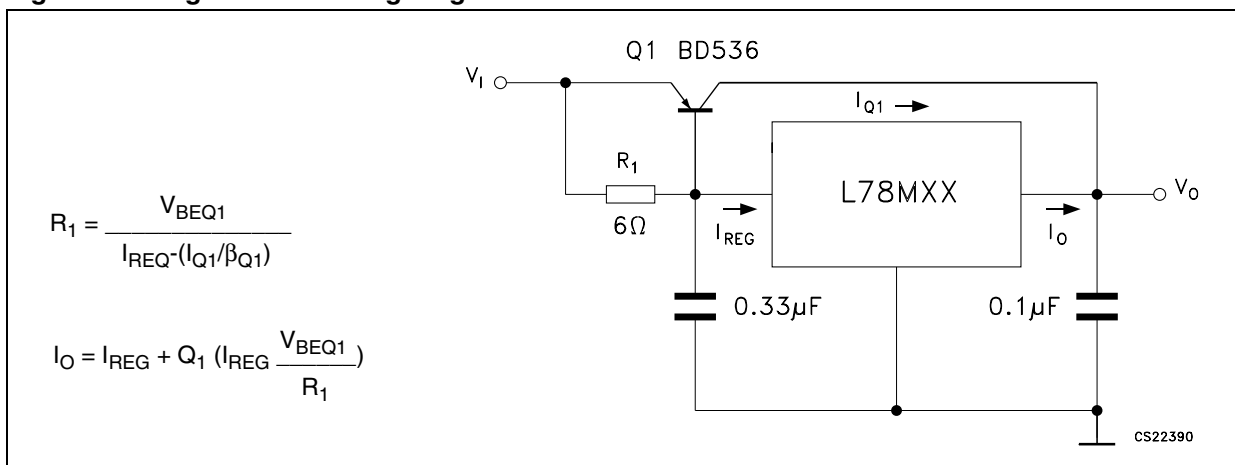 Q1 BD536
V_I
I_Q1
R_1
6Ω
I_REG
L78MXX
I_O
V_O
0.33µF
0.1µF
CS22390
R_1 = V_BEQ1
I_REQ-(I_Q1/β_Q1)
I_O = I_REG + Q_1 (I_REG V_BEQ1 / R_1)